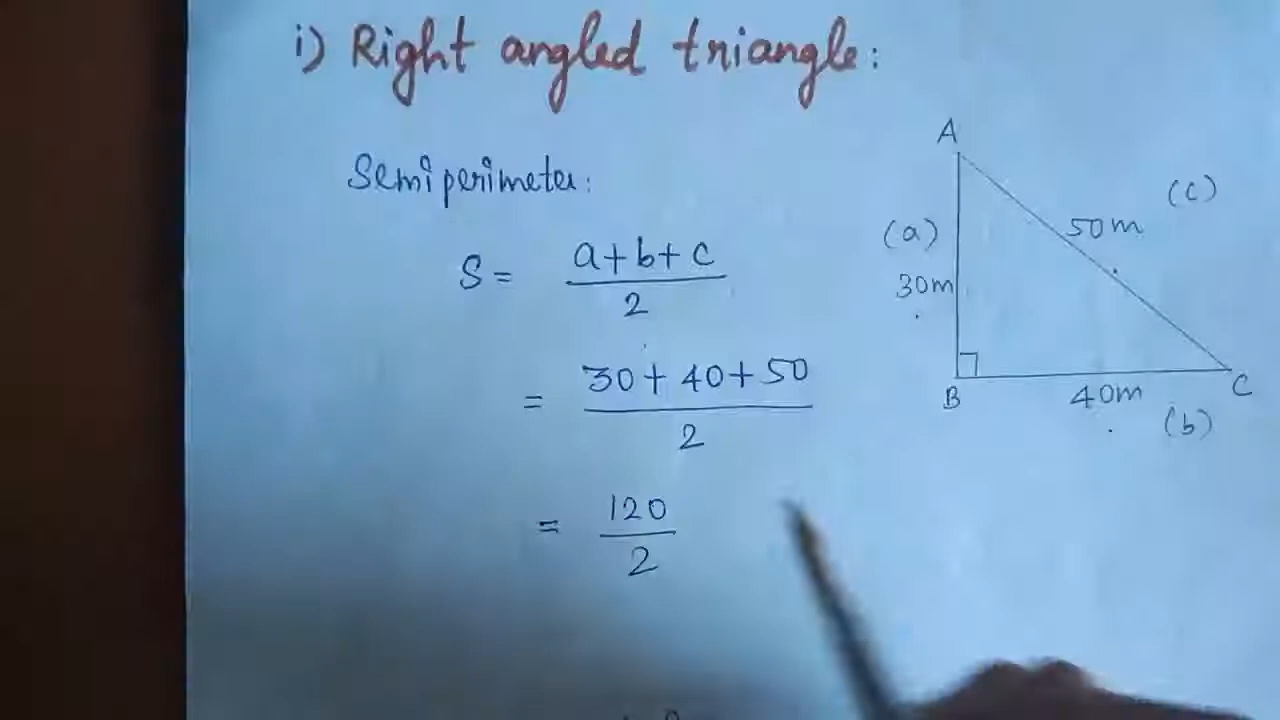 i) Right angled triangle:
Semiperimeter:
S = a+b+c / 2
= 30+40+50 / 2
= 120 / 2
A
(a)
30m
50m
(c)
B
40m
(b)
C